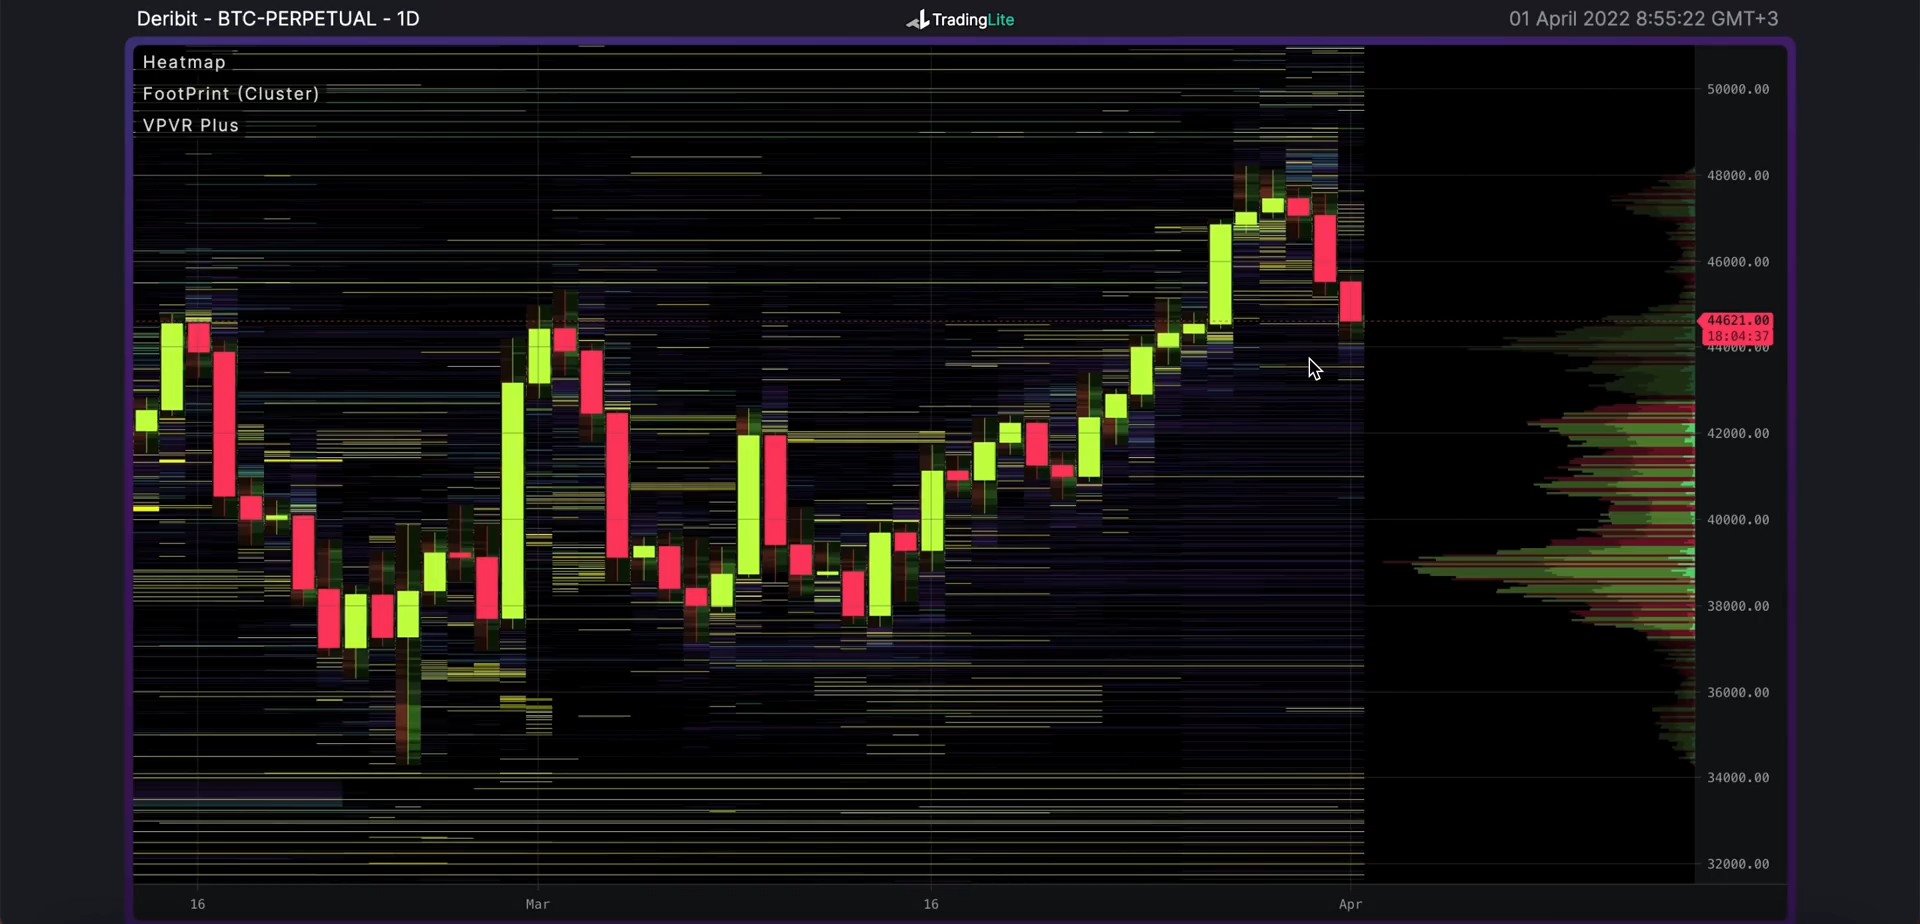 Deribit - BTC-PERPETUAL - 1D
TradingLite
01 April 2022 8:55:22 GMT+3
Heatmap
FootPrint (Cluster)
VPVR Plus
50000.00
48000.00
46000.00
44621.00
18:04:37
44000.00
42000.00
40000.00
38000.00
36000.00
34000.00
32000.00
16
Mar
16
Apr